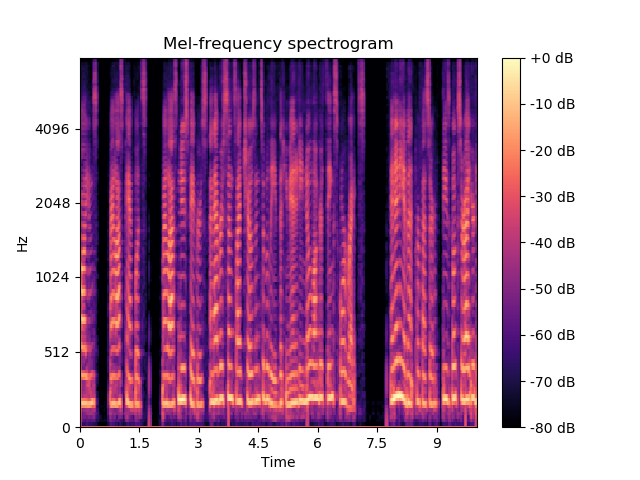 Mel-frequency spectrogram
+0 dB
-10 dB
-20 dB
-30 dB
-40 dB
-50 dB
-60 dB
-70 dB
-80 dB
Hz
4096
2048
1024
512
0
0 1.5 3 4.5 6 7.5 9
Time